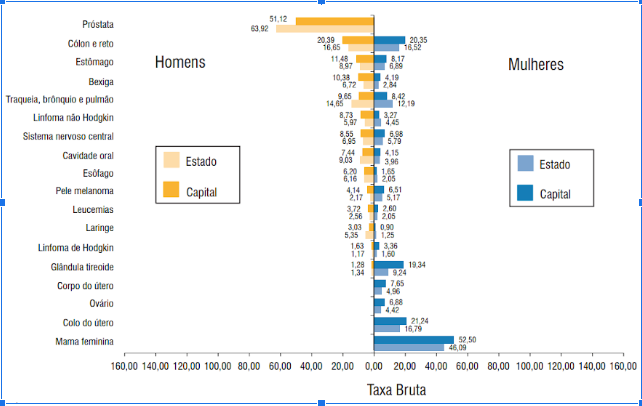 Próstata 51,12
63,92
Cólon e reto 20,39 20,35
16,65 16,52
Estômago 11,48 8,17
8,97 6,89
Homens Mulheres
Bexiga 10,38 4,19
6,72 2,84
Traqueia, brônquio e pulmão 9,65 8,42
14,65 12,19
Linfoma não Hodgkin 8,73 3,27
5,97 4,45
Sistema nervoso central 8,55 6,98
6,95 5,79
Cavidade oral 7,44 4,15
9,03 3,96
Estado Estado
Esôfago 6,20 1,65
6,16 2,05
Pele melanoma 4,14 6,51
2,17 5,17
Capital Capital
Leucemias 3,72 2,60
2,56 2,05
Laringe 3,03 0,90
5,35 1,25
Linfoma de Hodgkin 1,63 3,36
1,17 1,60
Glândula tireoide 1,28 19,34
1,34 9,24
Corpo do útero 7,65
4,96
Ovário 6,88
4,42
Colo do útero 21,24
16,79
Mama feminina 52,50
46,09
160,00 140,00 120,00 100,00 80,00 60,00 40,00 20,00 0,00 20,00 40,00 60,00 80,00 100,00 120,00 140,00 160,00
Taxa Bruta